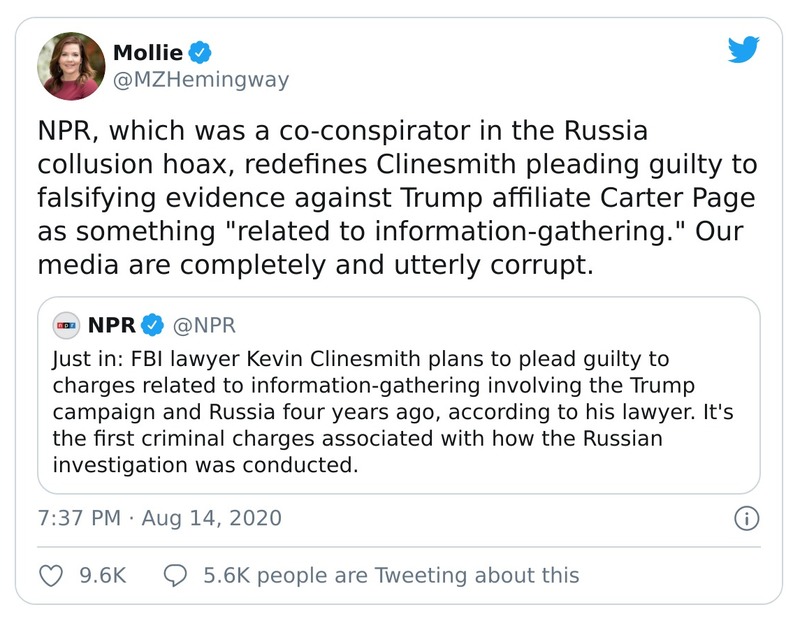 Mollie
@MZHemingway
NPR, which was a co-conspirator in the Russia
collusion hoax, redefines Clinesmith pleading guilty to
falsifying evidence against Trump affiliate Carter Page
as something "related to information-gathering." Our
media are completely and utterly corrupt.
npr NPR @NPR
Just in: FBI lawyer Kevin Clinesmith plans to plead guilty to
charges related to information-gathering involving the Trump
campaign and Russia four years ago, according to his lawyer. It's
the first criminal charges associated with how the Russian
investigation was conducted.
7:37 PM · Aug 14, 2020
9.6K 5.6K people are Tweeting about this